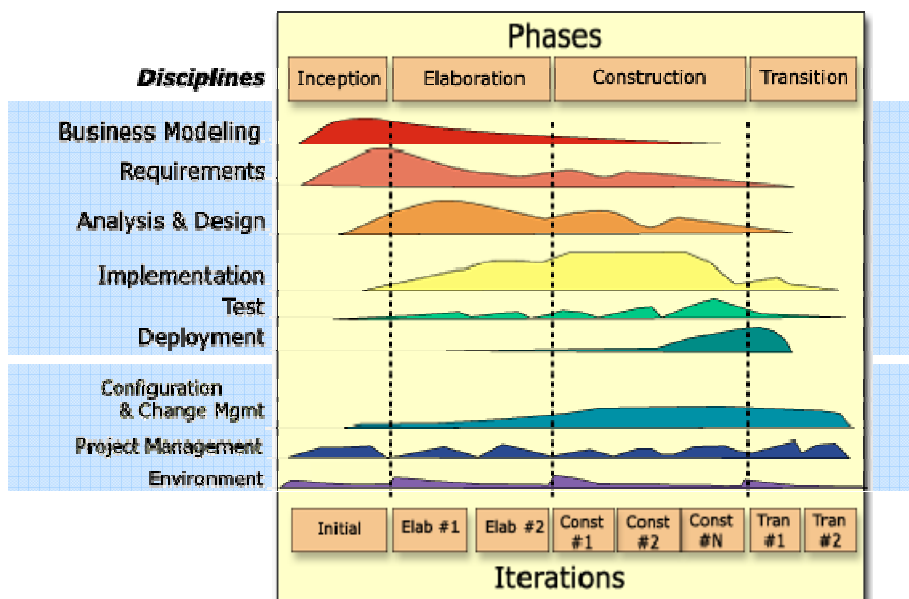 Phases
Disciplines
Inception
Elaboration
Construction
Transition
Business Modeling
Requirements
Analysis & Design
Implementation
Test
Deployment
Configuration
& Change Mgmt
Project Management
Environment
Initial
Elab #1
Elab #2
Const
#1
Const
#2
Const
#N
Tran
#1
Tran
#2
Iterations